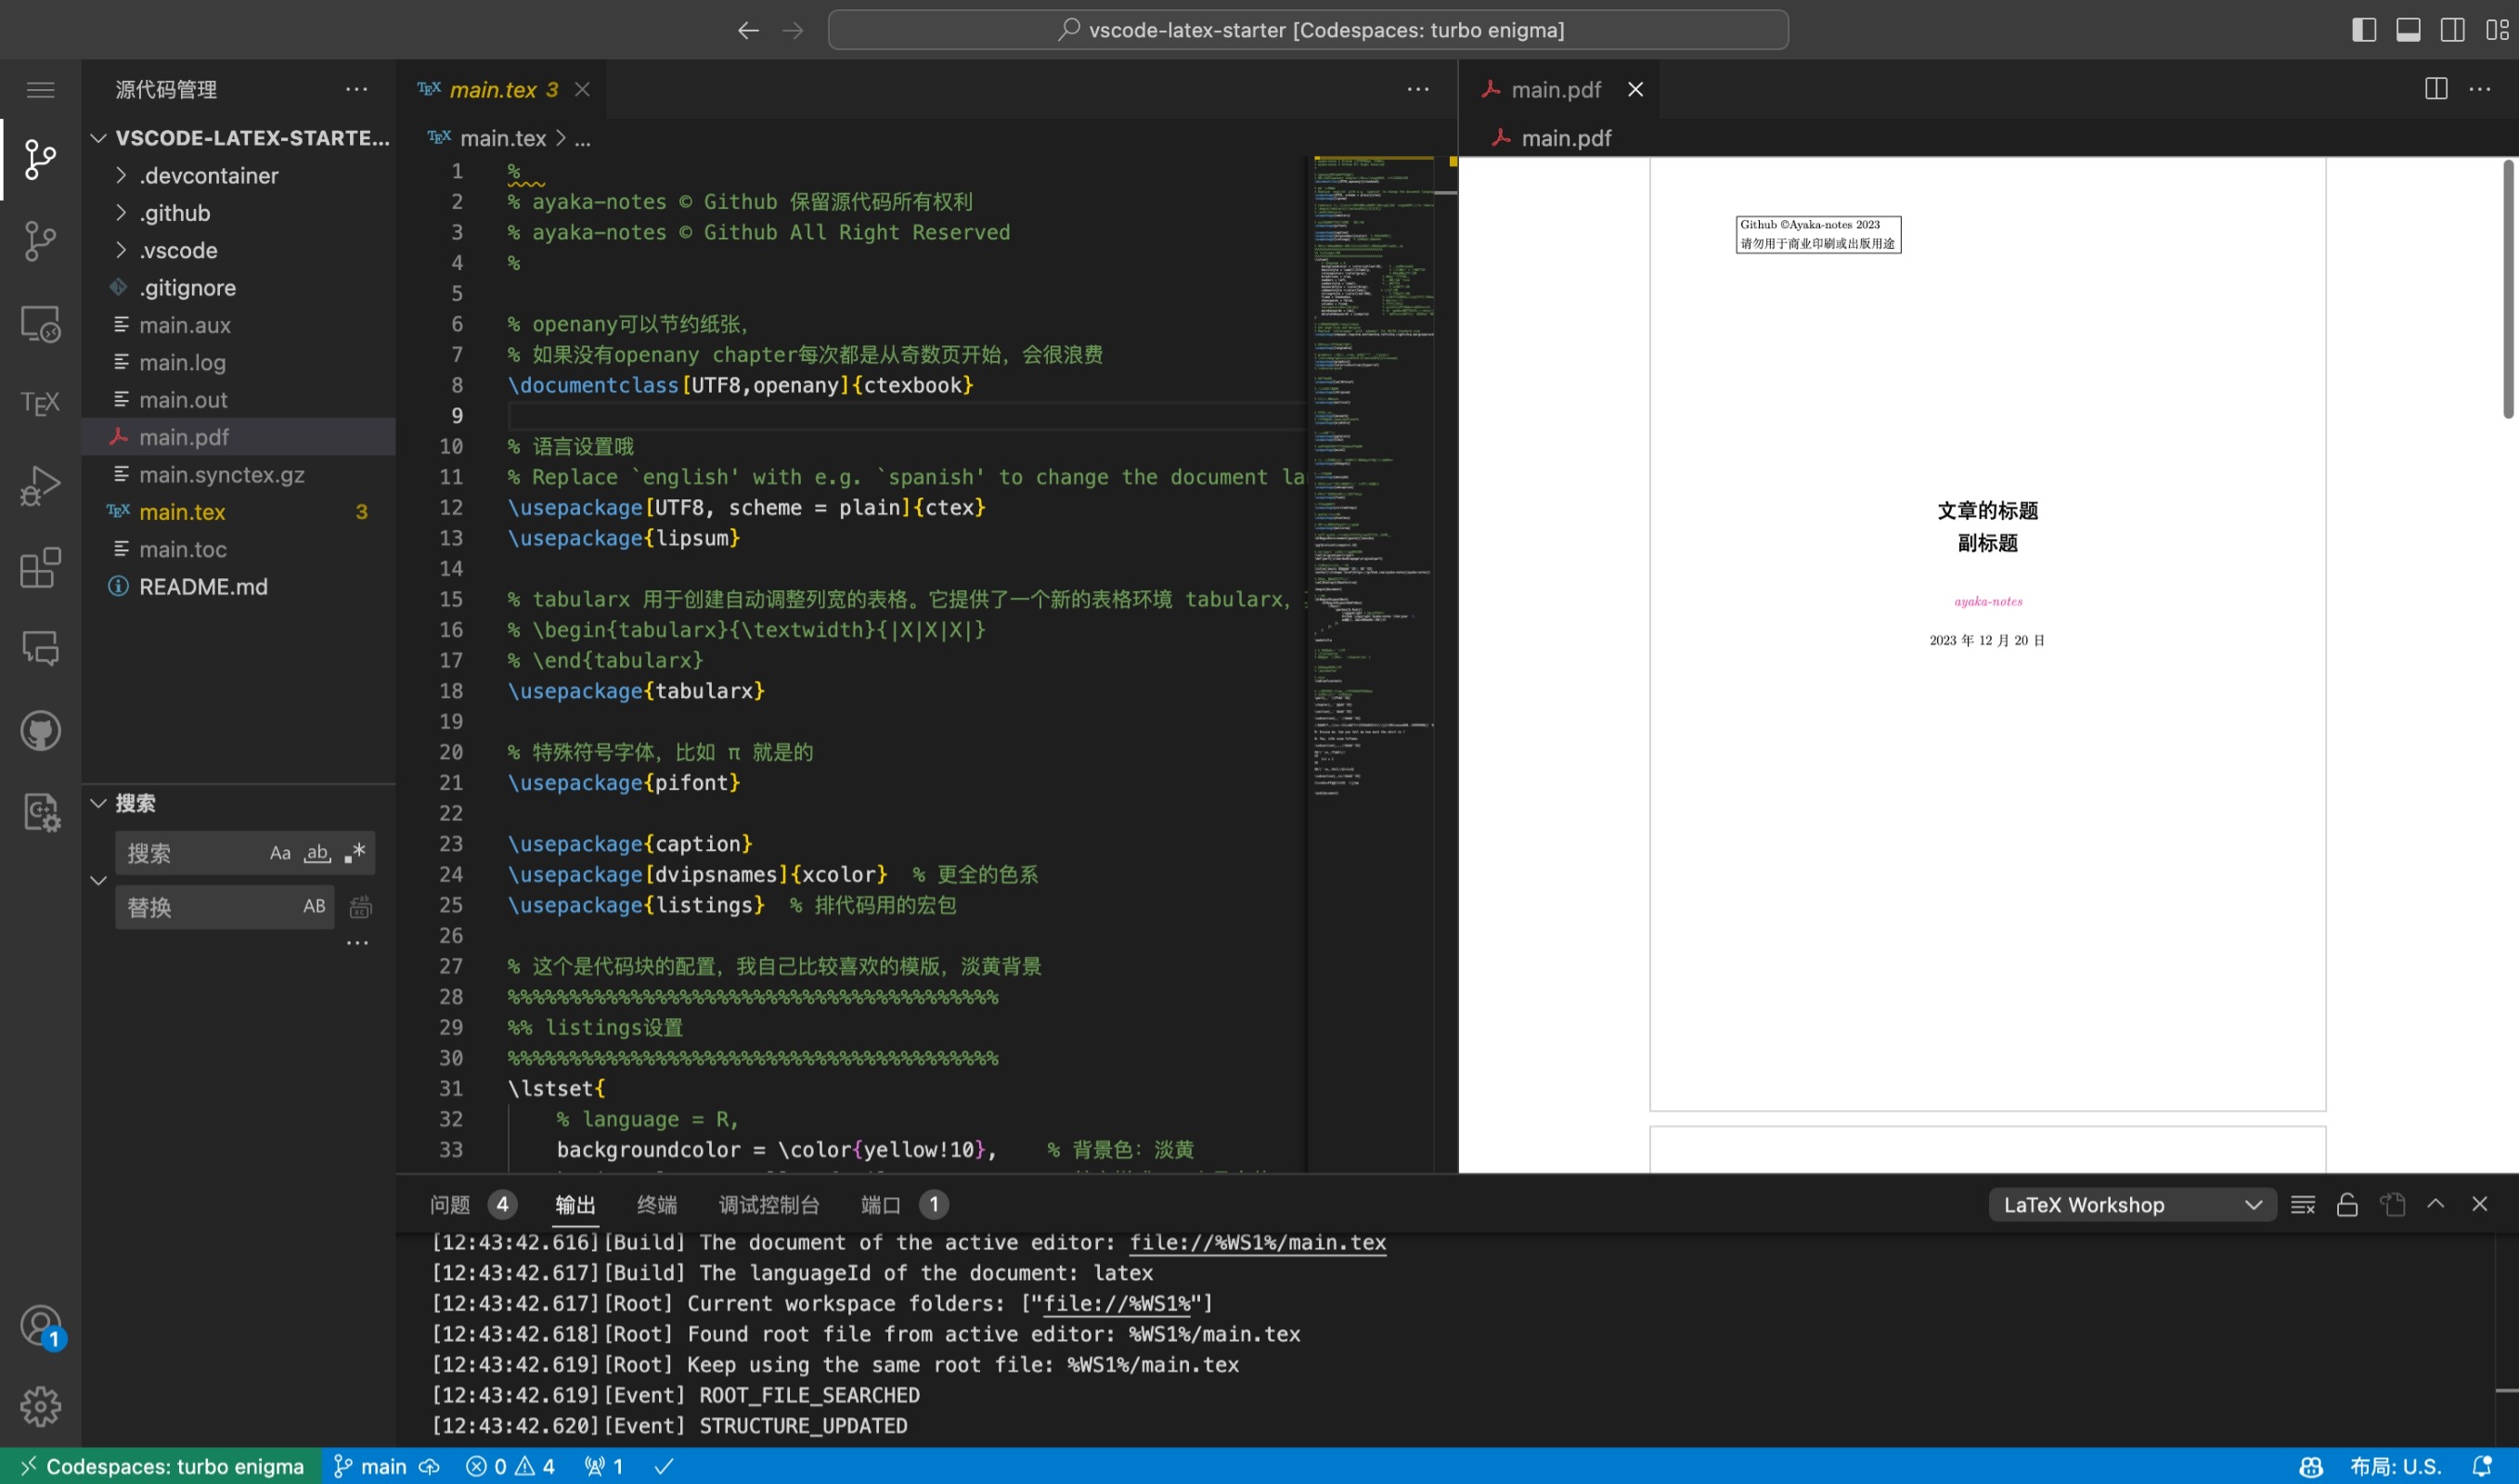 vscode-latex-starter [Codespaces: turbo enigma]
源代码管理
VSCODE-LATEX-STARTE...
.devcontainer
.github
.vscode
.gitignore
main.aux
main.log
main.out
main.pdf
main.synctex.gz
TEX main.tex 3
main.toc
README.md
搜索
搜索 Aa ab .*
替换 AB
TEX main.tex 3
TEX main.tex > ...
1 %
2 % ayaka-notes © Github 保留源代码所有权利
3 % ayaka-notes © Github All Right Reserved
4 %
5
6 % openany可以节约纸张，
7 % 如果没有openany chapter每次都是从奇数页开始，会很浪费
8 \documentclass[UTF8,openany]{ctexbook}
9
10 % 语言设置哦
11 % Replace `english' with e.g. `spanish' to change the document la
12 \usepackage[UTF8, scheme = plain]{ctex}
13 \usepackage{lipsum}
14
15 % tabularx 用于创建自动调整列宽的表格。它提供了一个新的表格环境 tabularx，
16 % \begin{tabularx}{\textwidth}{|X|X|X|}
17 % \end{tabularx}
18 \usepackage{tabularx}
19
20 % 特殊符号字体，比如 π 就是的
21 \usepackage{pifont}
22
23 \usepackage{caption}
24 \usepackage[dvipsnames]{xcolor}  % 更全的色系
25 \usepackage{listings}  % 排代码用的宏包
26
27 % 这个是代码块的配置，我自己比较喜欢的模版，淡黄背景
28 %%%%%%%%%%%%%%%%%%%%%%%%%%%%%%%%%%%%%%%%
29 %% listings设置
30 %%%%%%%%%%%%%%%%%%%%%%%%%%%%%%%%%%%%%%%%
31 \lstset{
32 % language = R,
33 backgroundcolor = \color{yellow!10},    % 背景色：淡黄
main.pdf
main.pdf
Github ©Ayaka-notes 2023
请勿用于商业印刷或出版用途
文章的标题
副标题
ayaka-notes
2023 年 12 月 20 日
问题 4 输出 终端 调试控制台 端口 1 LaTeX Workshop
[12:43:42.616][Build] The document of the active editor: file://%WS1%/main.tex
[12:43:42.617][Build] The languageId of the document: latex
[12:43:42.617][Root] Current workspace folders: ["file://%WS1%"]
[12:43:42.618][Root] Found root file from active editor: %WS1%/main.tex
[12:43:42.619][Root] Keep using the same root file: %WS1%/main.tex
[12:43:42.619][Event] ROOT_FILE_SEARCHED
[12:43:42.620][Event] STRUCTURE_UPDATED
TEX
1
Codespaces: turbo enigma main 0 4 1 布局: U.S.